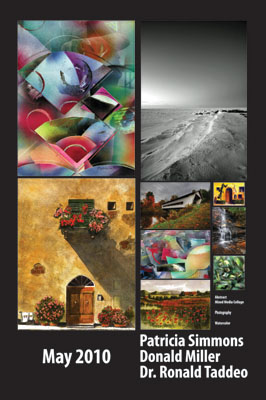 Abstract
Mixed Media Collage
Photography
Watercolor
May 2010
Patricia Simmons
Donald Miller
Dr. Ronald Taddeo